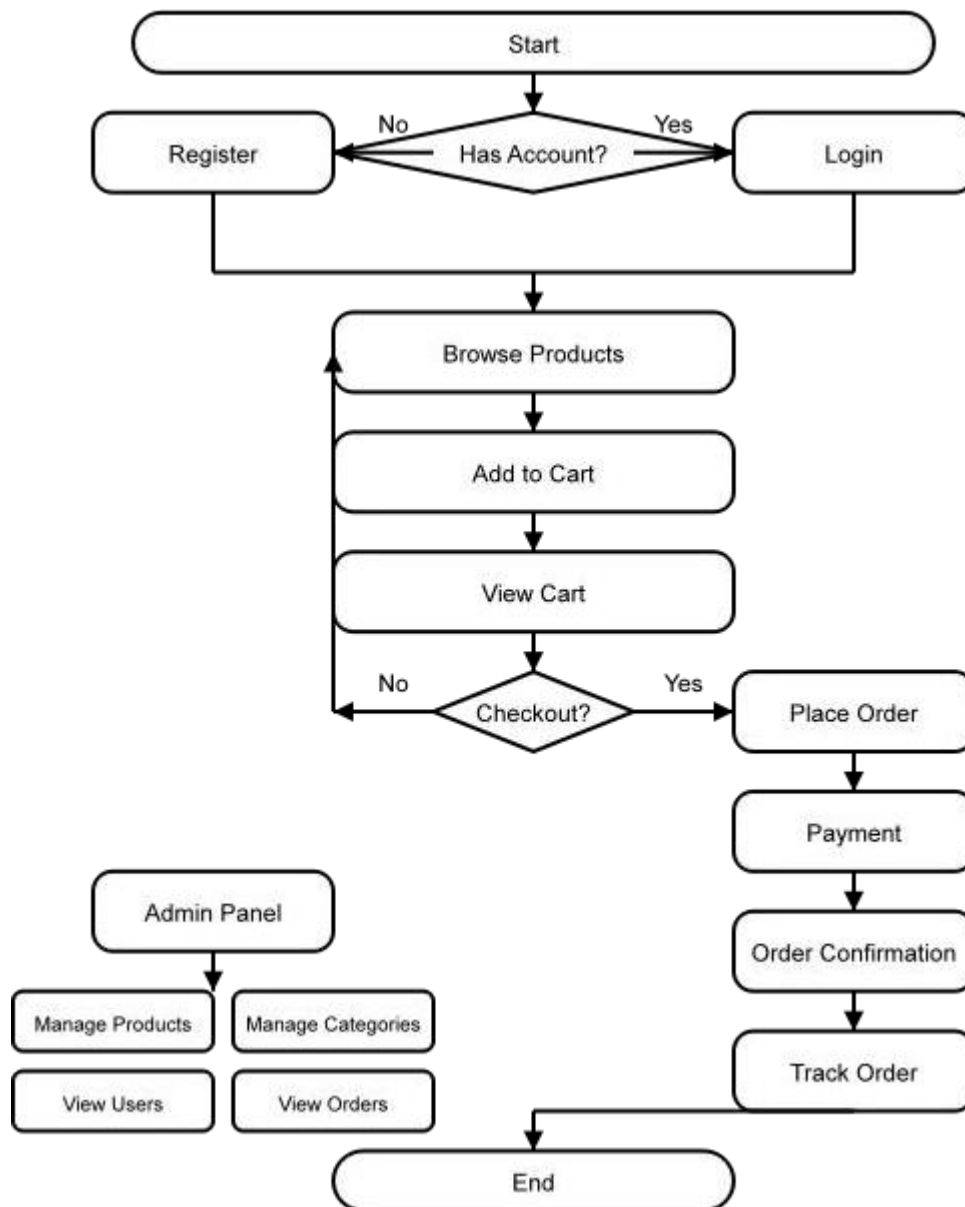 Start
No
Yes
Register
Has Account?
Login
Browse Products
Add to Cart
View Cart
No
Yes
Checkout?
Place Order
Payment
Admin Panel
Order Confirmation
Manage Products
Manage Categories
Track Order
View Users
View Orders
End